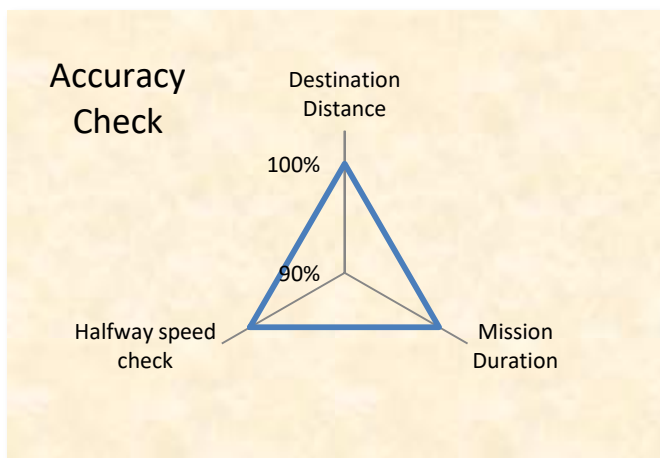 Accuracy
Check
Destination
Distance
100%
90%
Halfway speed
check
Mission
Duration